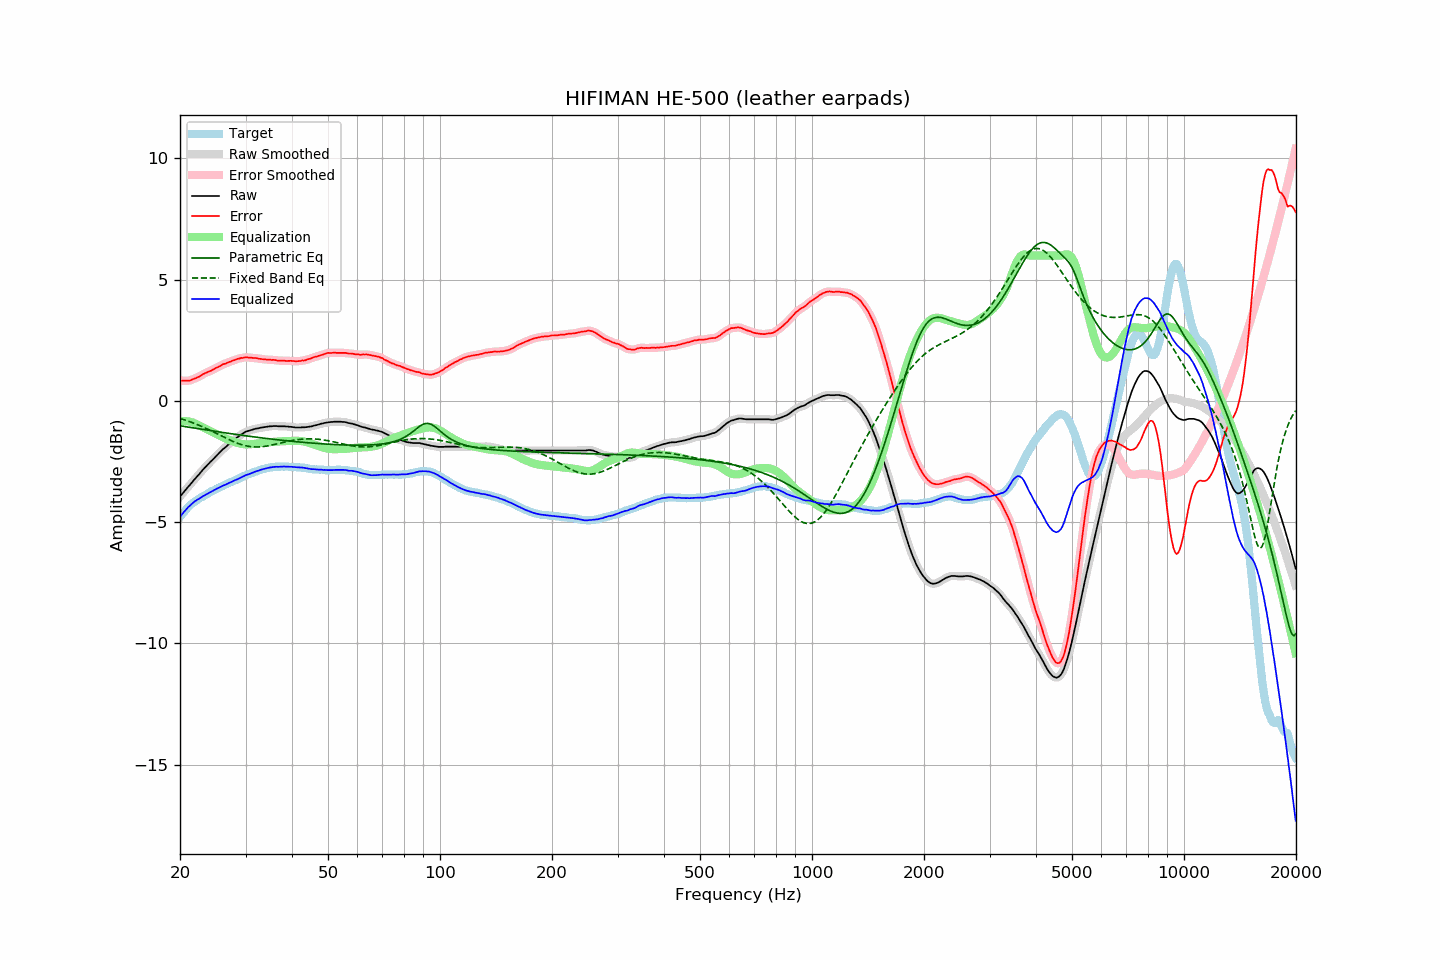 HIFIMAN HE-500 (leather earpads)
Target
Raw Smoothed
Error Smoothed
Raw
Error
Equalization
Parametric Eq
Fixed Band Eq
Equalized
10
5
0
−5
−10
−15
Amplitude (dBr)
20 50 100 200 500 1000 2000 5000 10000 20000
Frequency (Hz)